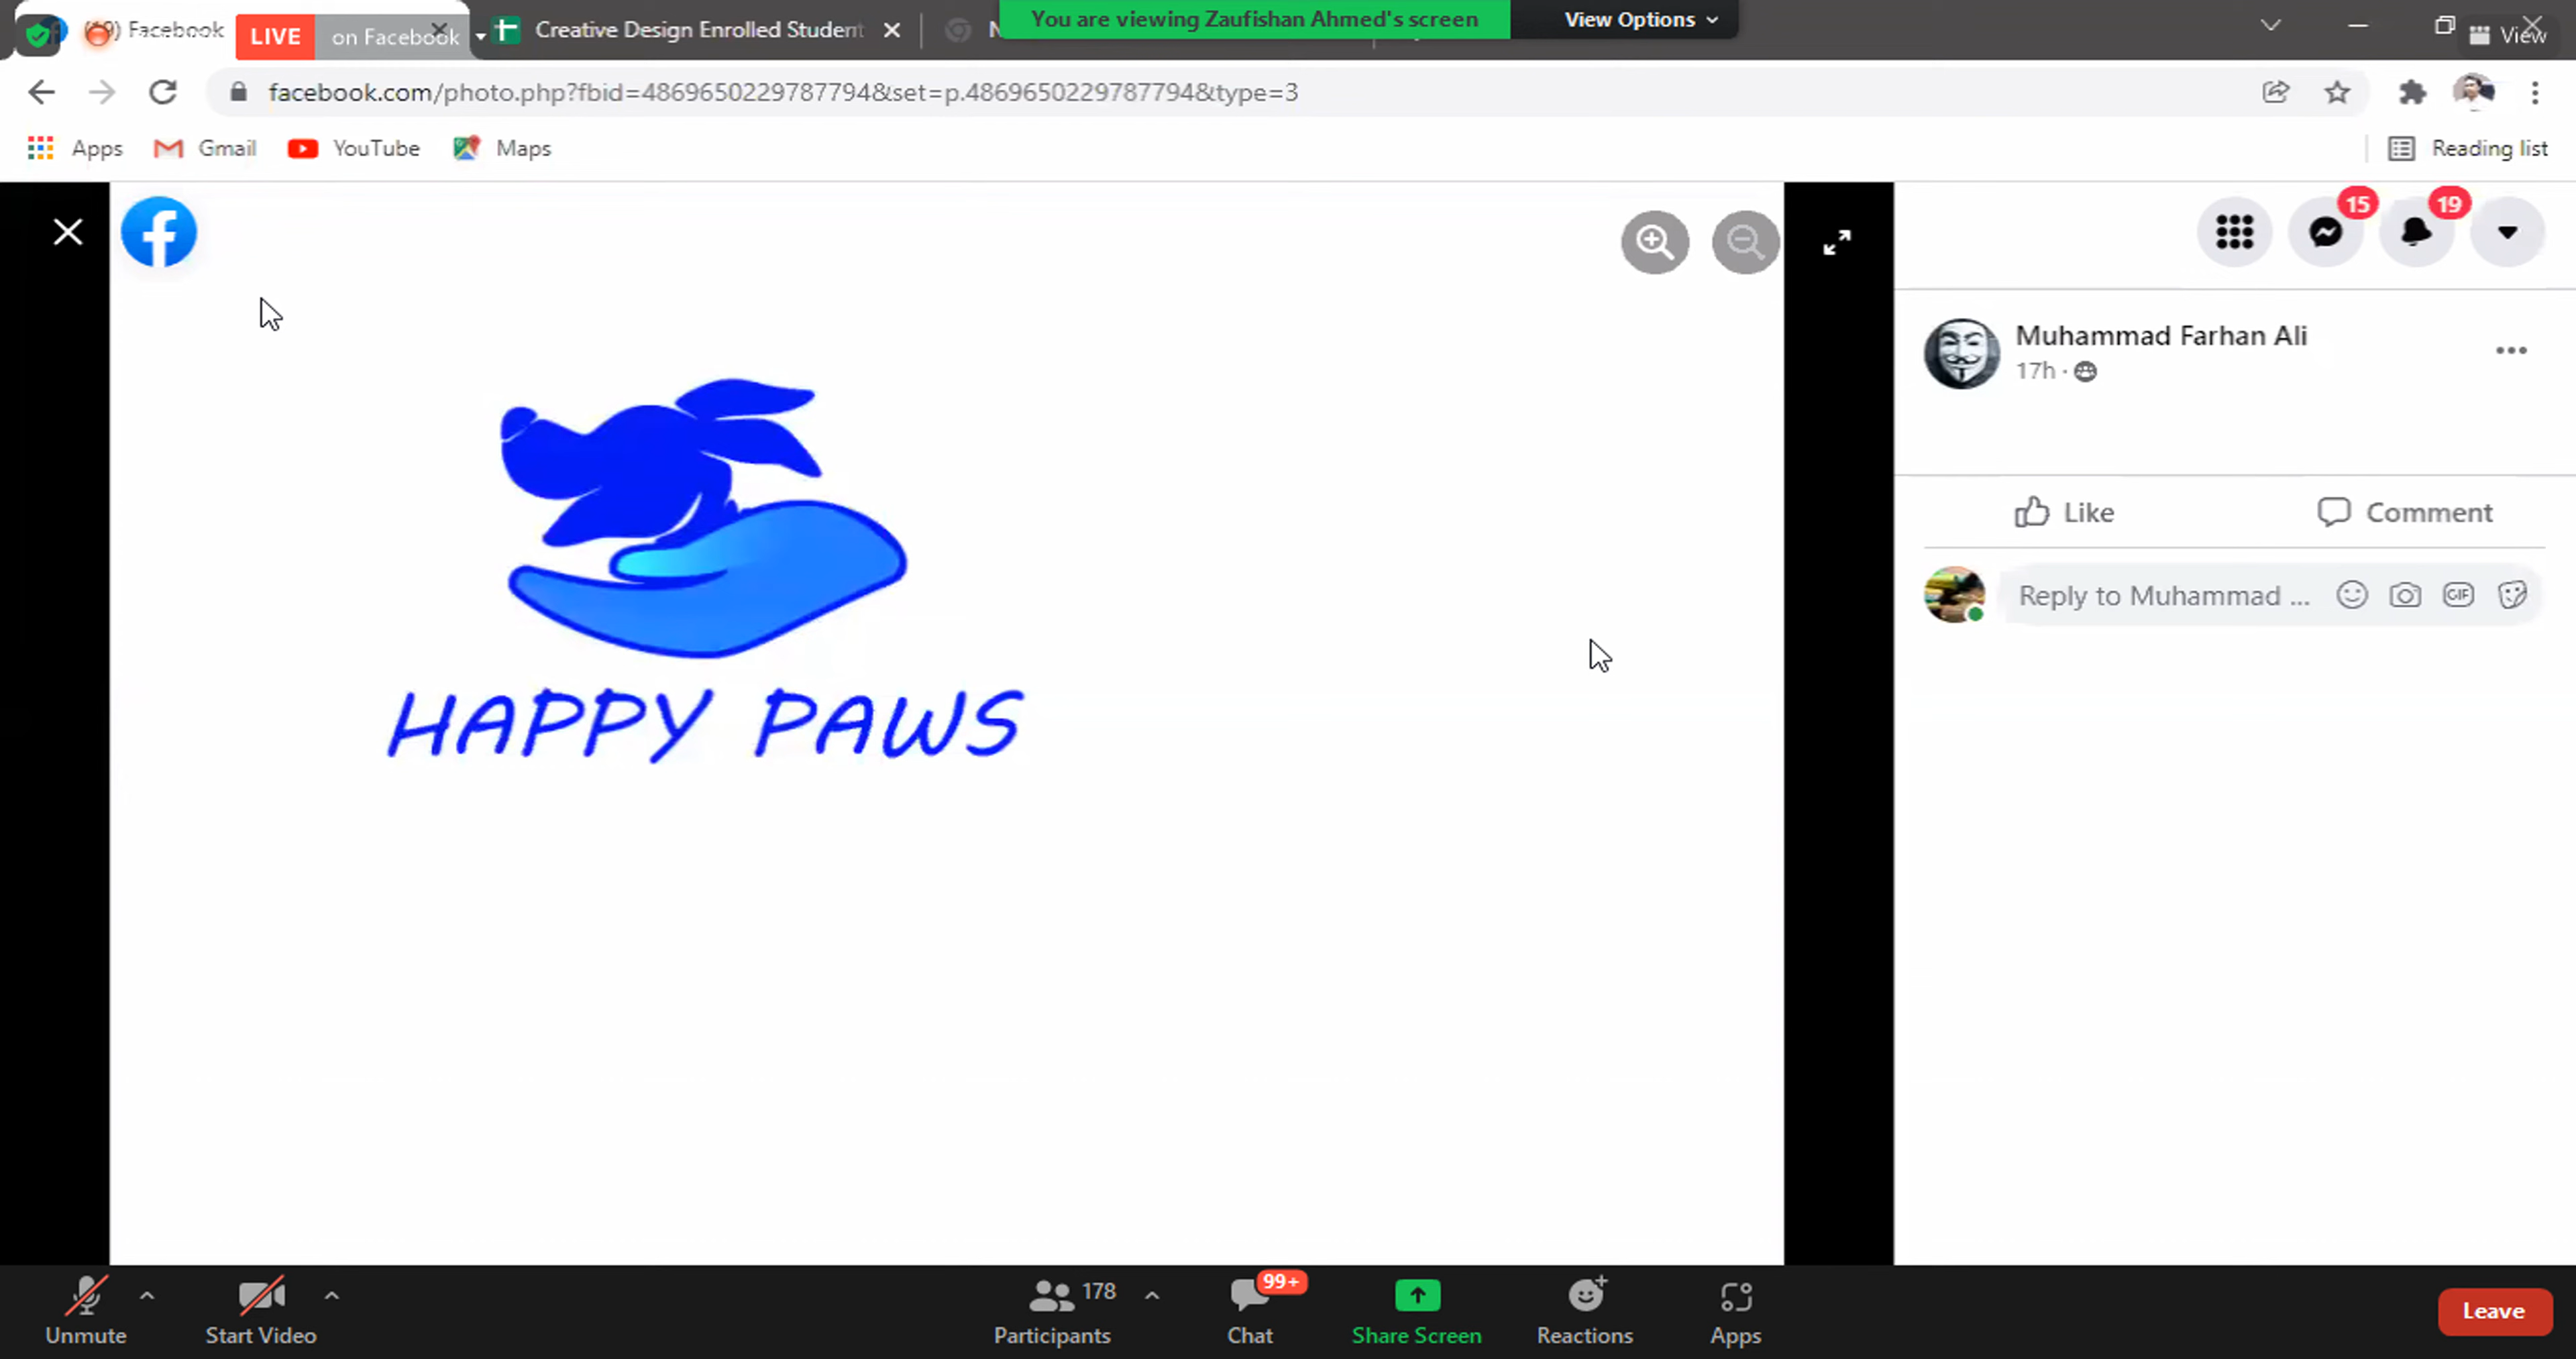 Facebook
LIVE on Facebook
Creative Design Enrolled Student
You are viewing Zaufishan Ahmed's screen
View Options
View
facebook.com/photo.php?fbid=4869650229787794&set=p.4869650229787794&type=3
Apps
Gmail
YouTube
Maps
Reading list
15
19
Muhammad Farhan Ali
17h ·
Like
Comment
Reply to Muhammad ...
GIF
HAPPY PAWS
Unmute
Start Video
178
Participants
99+
Chat
Share Screen
Reactions
Apps
Leave